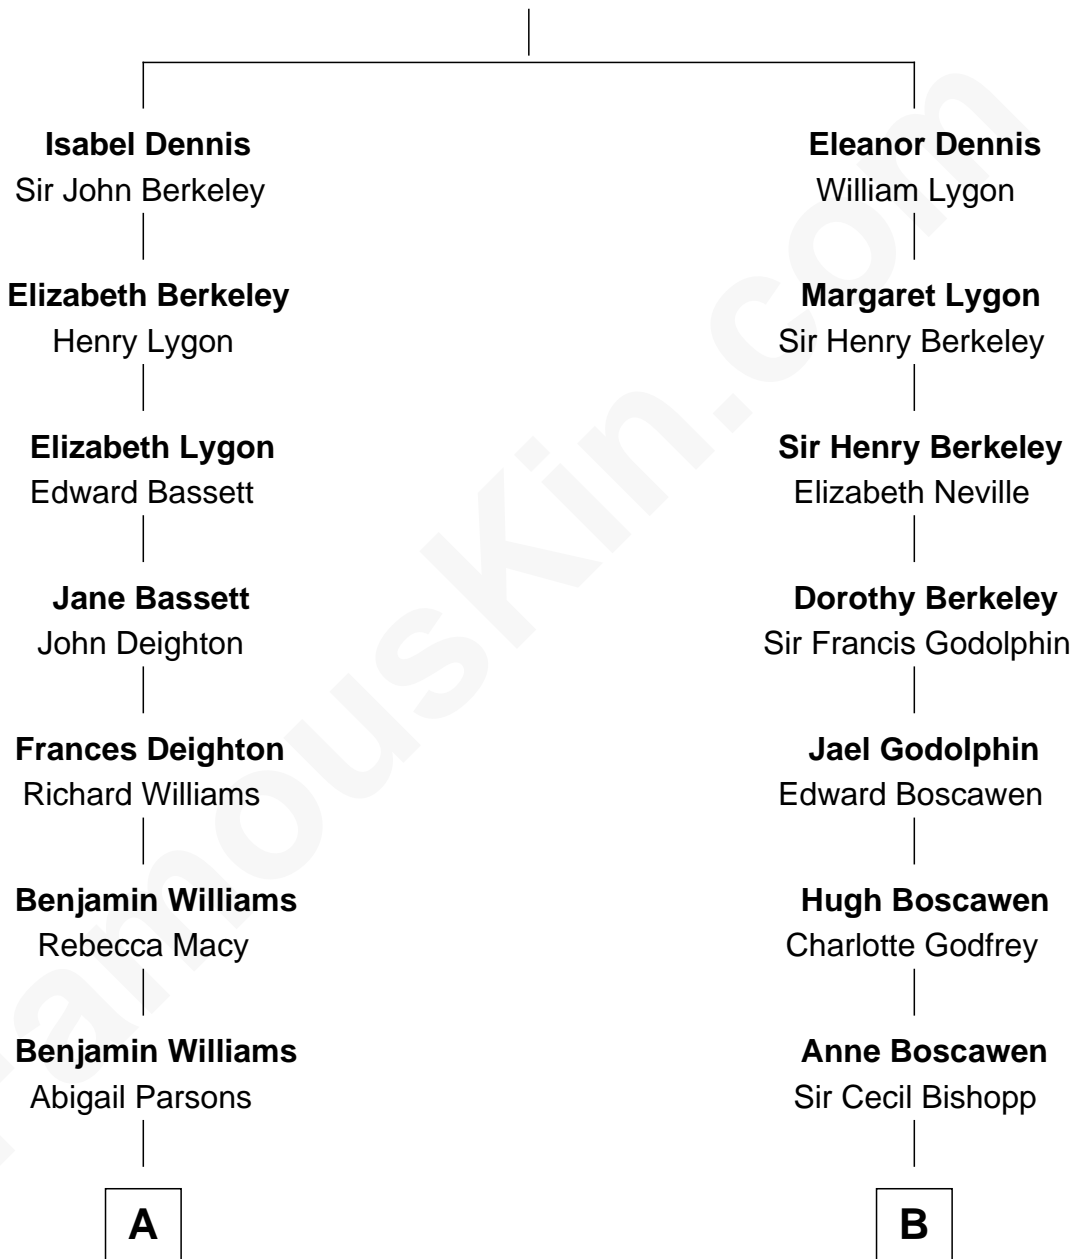 Isabel Dennis
Sir John Berkeley
Elizabeth Berkeley
Henry Lygon
Elizabeth Lygon
Edward Bassett
Jane Bassett
John Deighton
Frances Deighton
Richard Williams
Benjamin Williams
Rebecca Macy
Benjamin Williams
Abigail Parsons
A
Eleanor Dennis
William Lygon
Margaret Lygon
Sir Henry Berkeley
Sir Henry Berkeley
Elizabeth Neville
Dorothy Berkeley
Sir Francis Godolphin
Jael Godolphin
Edward Boscawen
Hugh Boscawen
Charlotte Godfrey
Anne Boscawen
Sir Cecil Bishopp
B
FamousKin.com